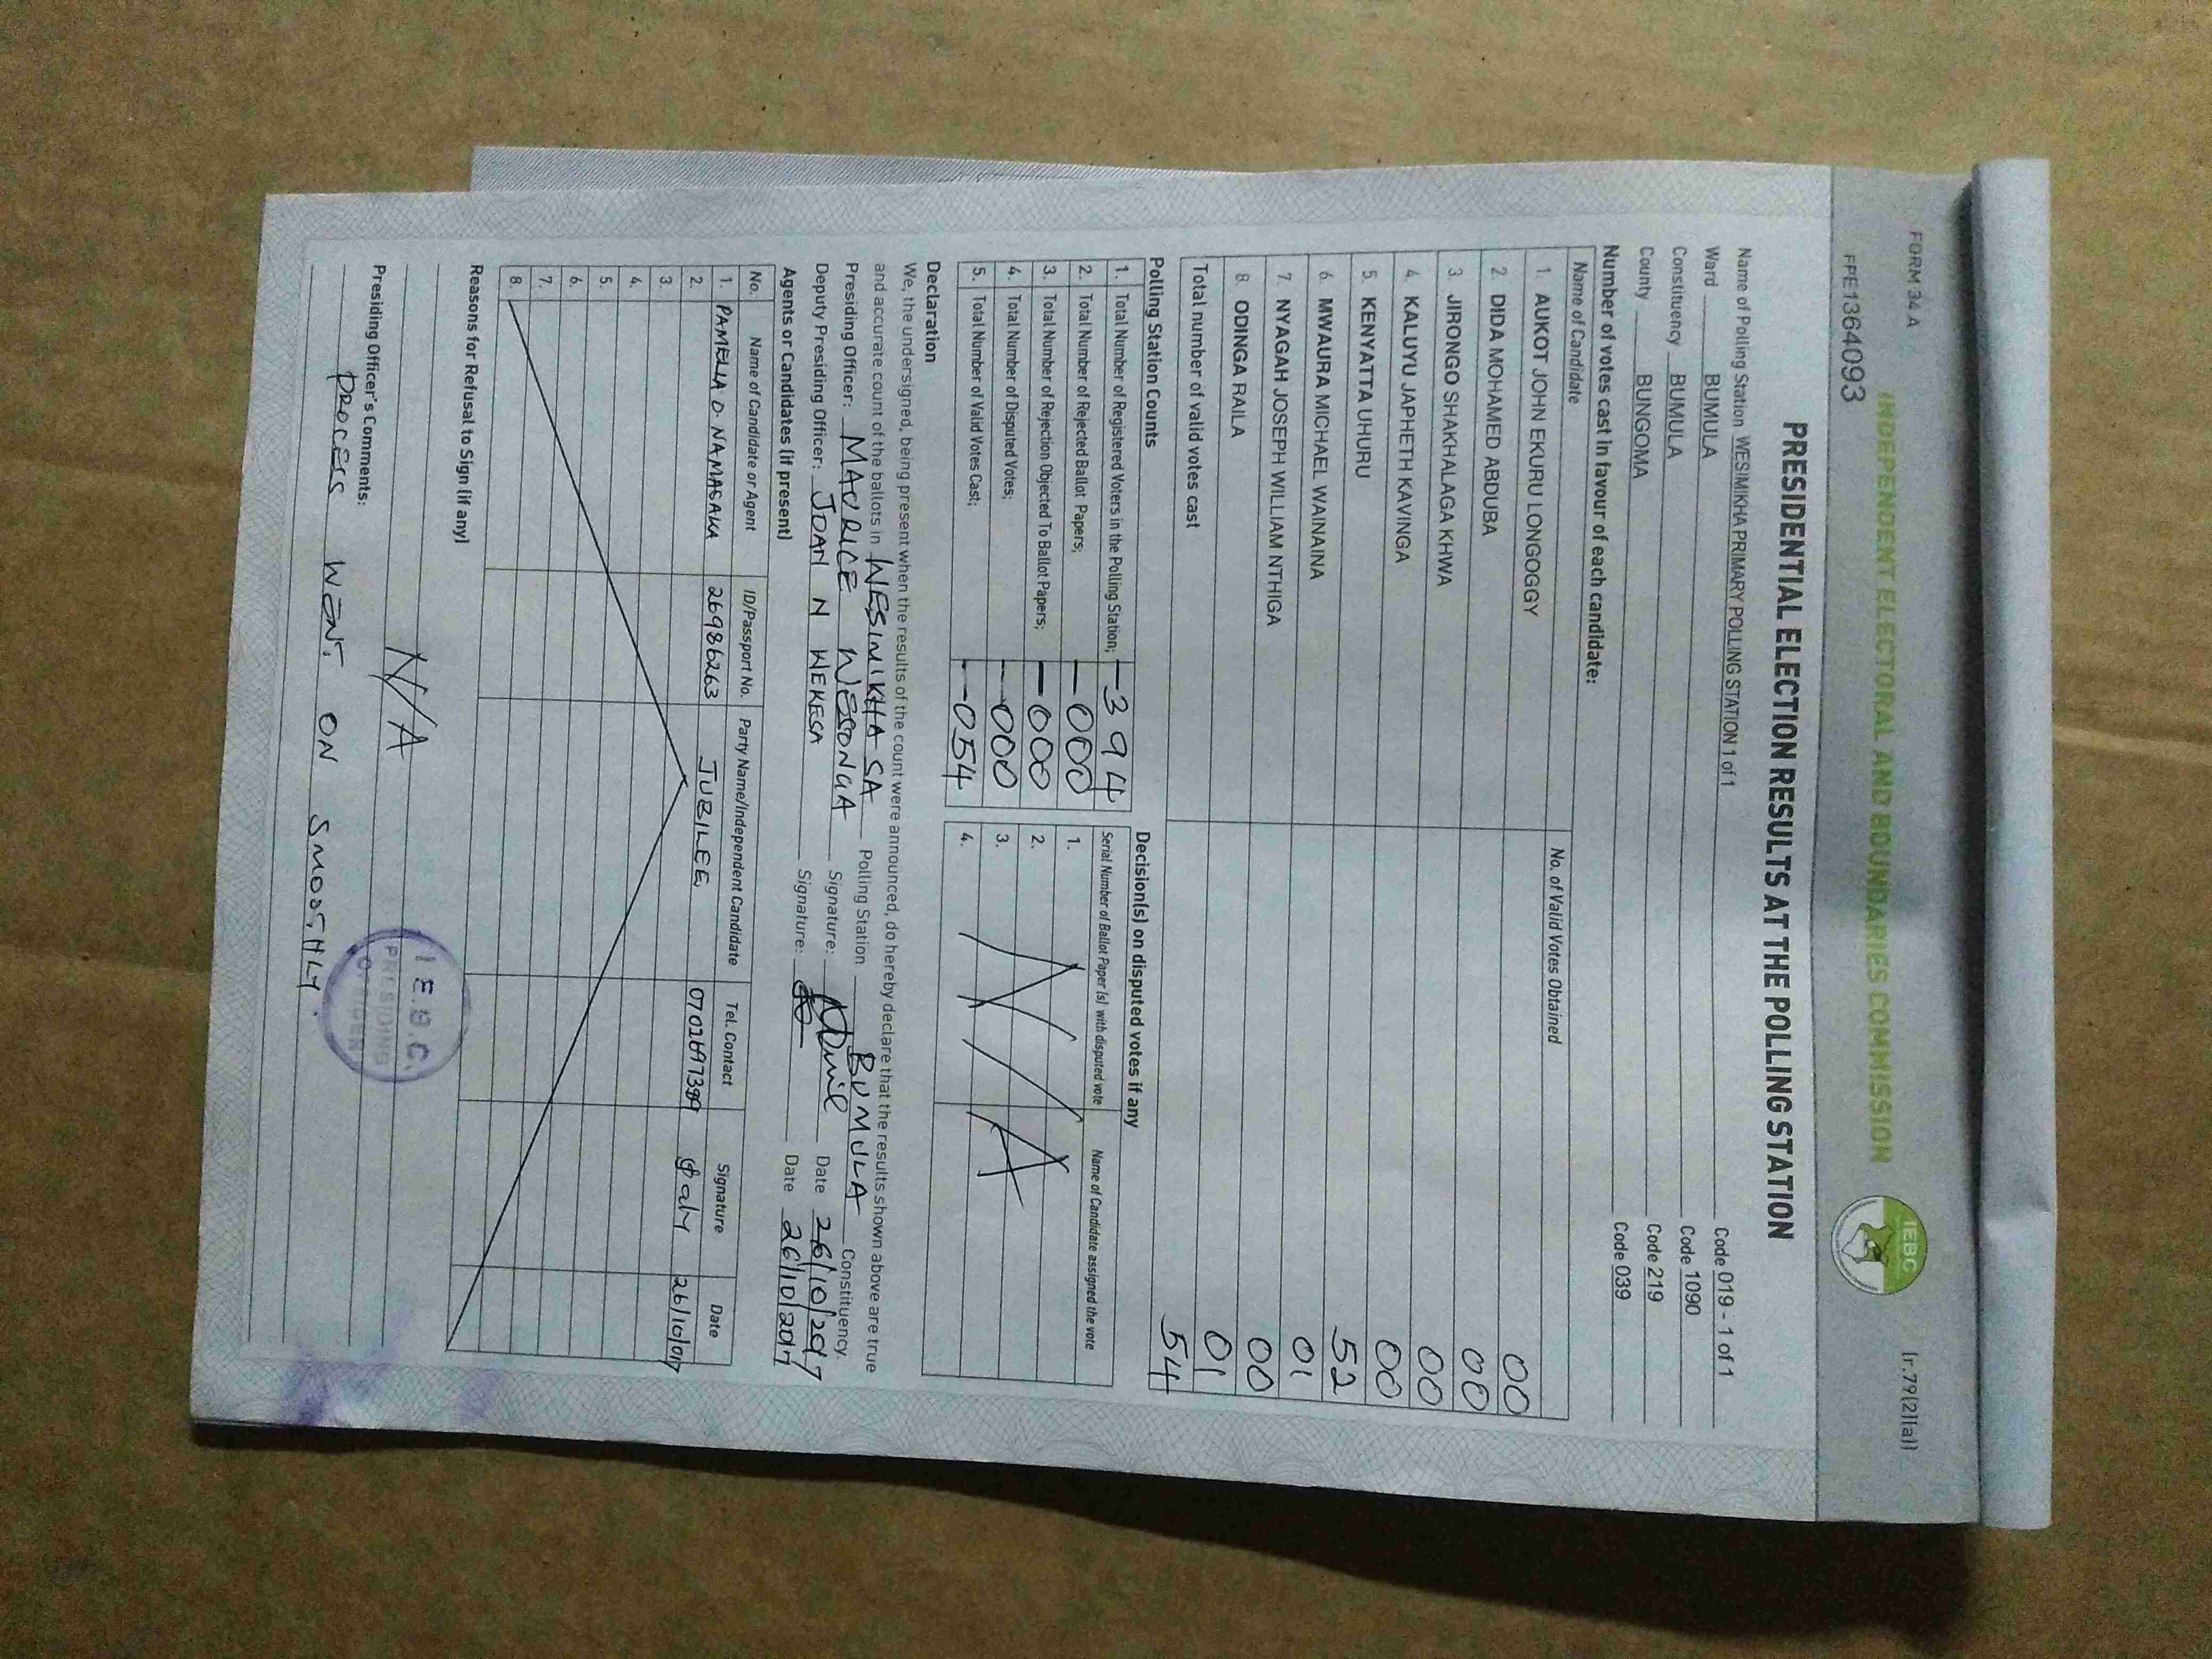 FORM 34 A
[r.79(2)(a)]
INDEPENDENT ELECTORAL AND BOUNDARIES COMMISSION
IEBC
FPE1364093
PRESIDENTIAL ELECTION RESULTS AT THE POLLING STATION
Name of Polling Station WESIMIKHA PRIMARY POLLING STATION 1 of 1 Code 019 - 1 of 1
Ward BUMULA Code 1090
Constituency BUMULA Code 219
County BUNGOMA Code 039
Number of votes cast in favour of each candidate:
Name of Candidate No. of Valid Votes Obtained
1. AUKOT JOHN EKURU LONGOGGY 00
2. DIDA MOHAMED ABDUBA 00
3. JIRONGO SHAKHALAGA KHWA 00
4. KALUYU JAPHETH KAVINGA 00
5. KENYATTA UHURU 52
6. MWAURA MICHAEL WAINAINA 01
7. NYAGAH JOSEPH WILLIAM NTHIGA 00
8. ODINGA RAILA 01
Total number of valid votes cast 54
Polling Station Counts
1. Total Number of Registered Voters in the Polling Station; -394
2. Total Number of Rejected Ballot Papers; -000
3. Total Number of Rejection Objected To Ballot Papers; -000
4. Total Number of Disputed Votes; -000
5. Total Number of Valid Votes Cast; -054
Decision(s) on disputed votes if any
Serial Number of Ballot Paper (s) with disputed vote Name of Candidate assigned the vote
1.
2.
3.
4.
N/A
Declaration
We, the undersigned, being present when the results of the count were announced, do hereby declare that the results shown above are true
and accurate count of the ballots in WESIMIKHA SA Polling Station BUMULA Constituency.
Presiding Officer: MAURICE WESONGA Signature: Date 26/10/2017
Deputy Presiding Officer: JOAN N WEKESA Signature: Date 26/10/2017
Agents or Candidates (if present)
No. Name of Candidate or Agent ID/Passport No. Party Name/Independent Candidate Tel. Contact Signature Date
1. PAMELLA O. NAMASAKA 26986263 JUBILEE 0702697389 26/10/017
2.
3.
4.
5.
6.
7.
8.
Reasons for Refusal to Sign (if any)
N/A
I.E.B.C.
PRESIDING
OFFICER
Presiding Officer's Comments:
PROCESS WENT ON SMOOTHLY.